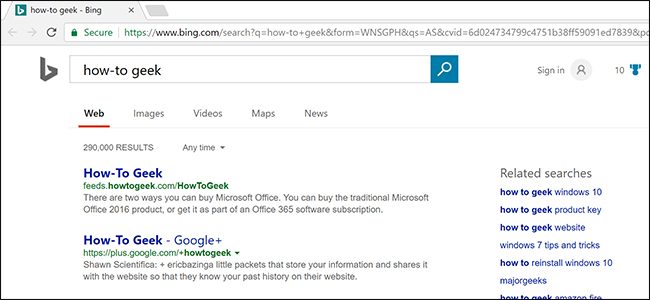 how-to geek - Bing
Secure https://www.bing.com/search?q=how-to+geek&form=WNSGPH&qs=AS&cvid=6d024734799c4751b38ff59091ed7839&pq
how-to geek
Sign in
10
Web Images Videos Maps News
290,000 RESULTS Any time
How-To Geek
feeds.howtogeek.com/HowToGeek
There are two ways you can buy Microsoft Office. You can buy the traditional Microsoft
Office 2016 product, or get it as part of an Office 365 software subscription.
How-To Geek - Google+
https://plus.google.com/+howtogeek
Shawn Scientifica: + ericbazinga little packets that store your information and shares it
with the website so that they know your past history on their website.
Related searches
how to geek windows 10
how to geek product key
how to geek website
windows 7 tips and tricks
how to reinstall windows 10
majorgeeks
how to geek amazon fire